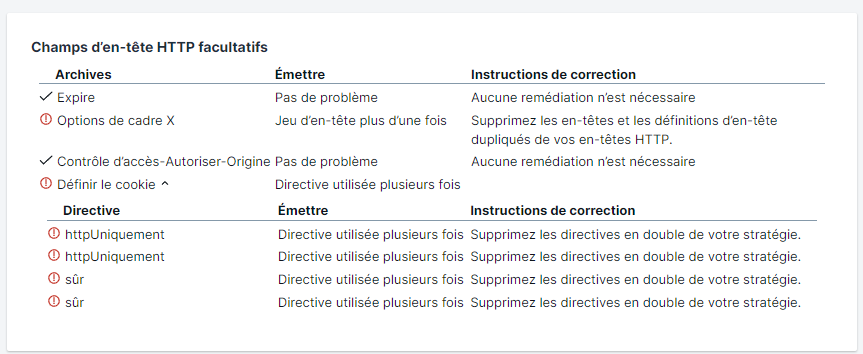 Champs d’en-tête HTTP facultatifs
Archives Émettre Instructions de correction
Expire Pas de problème Aucune remédiation n’est nécessaire
Options de cadre X Jeu d’en-tête plus d’une fois Supprimez les en-têtes et les définitions d’en-tête
dupliqués de vos en-têtes HTTP.
Contrôle d’accès-Autoriser-Origine Pas de problème Aucune remédiation n’est nécessaire
Définir le cookie Directive utilisée plusieurs fois
Directive Émettre Instructions de correction
httpUniquement Directive utilisée plusieurs fois Supprimez les directives en double de votre stratégie.
httpUniquement Directive utilisée plusieurs fois Supprimez les directives en double de votre stratégie.
sûr Directive utilisée plusieurs fois Supprimez les directives en double de votre stratégie.
sûr Directive utilisée plusieurs fois Supprimez les directives en double de votre stratégie.